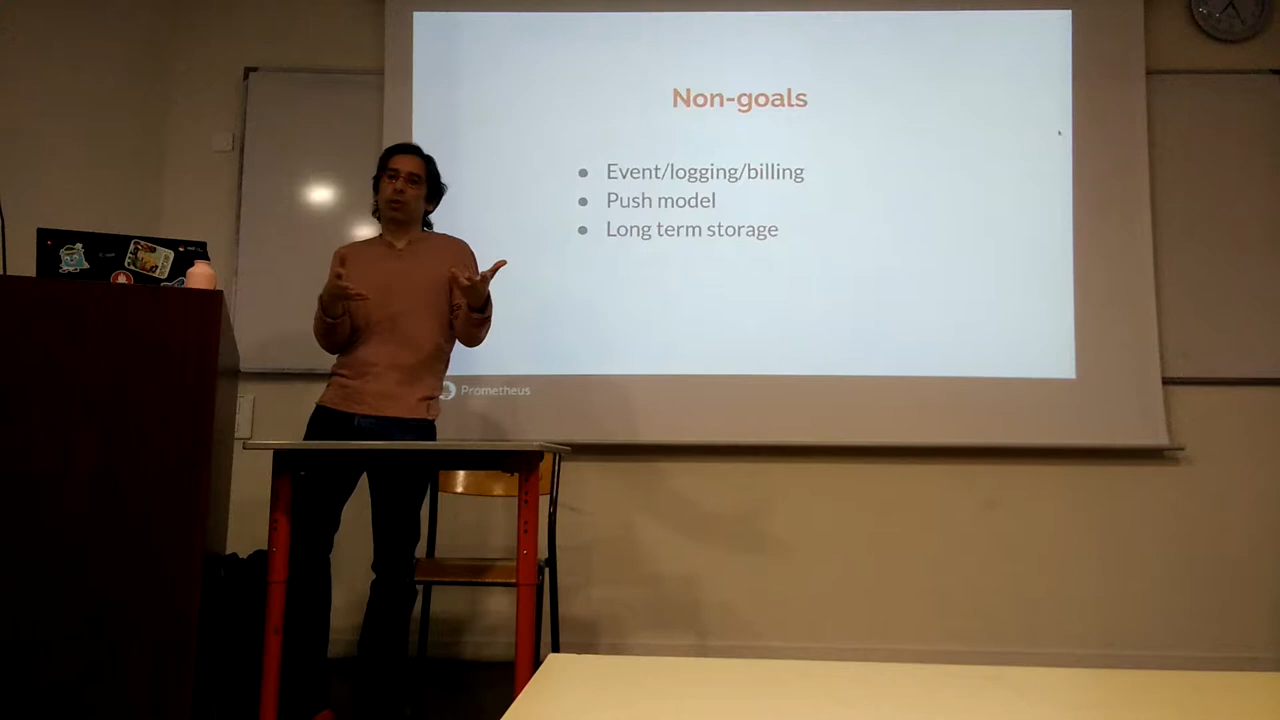 Non-goals
Event/logging/billing
Push model
Long term storage
Prometheus